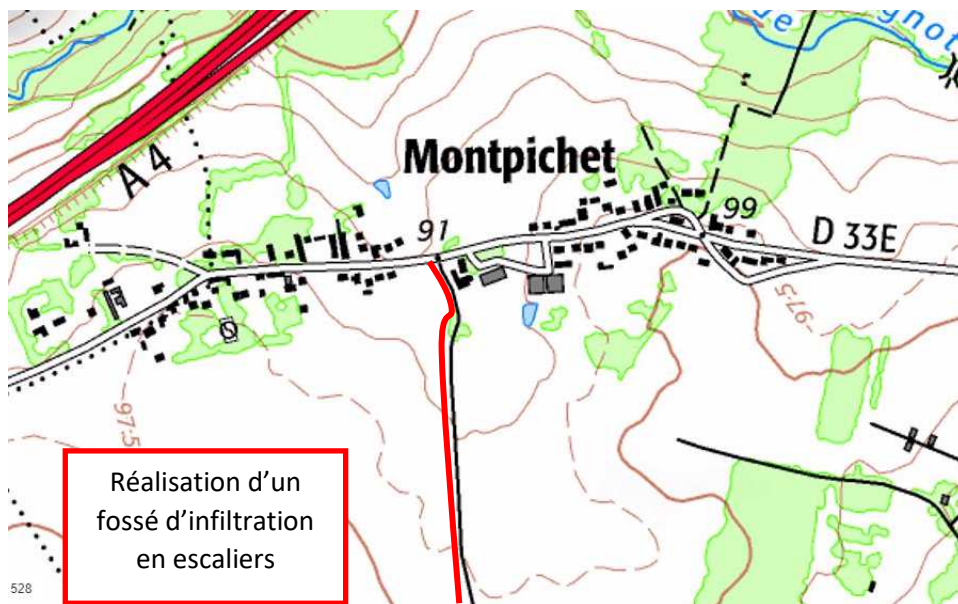 A 4
Montpichet
91
99
D 33E
97·5
97·5
Réalisation d’un
fossé d’infiltration
en escaliers
528